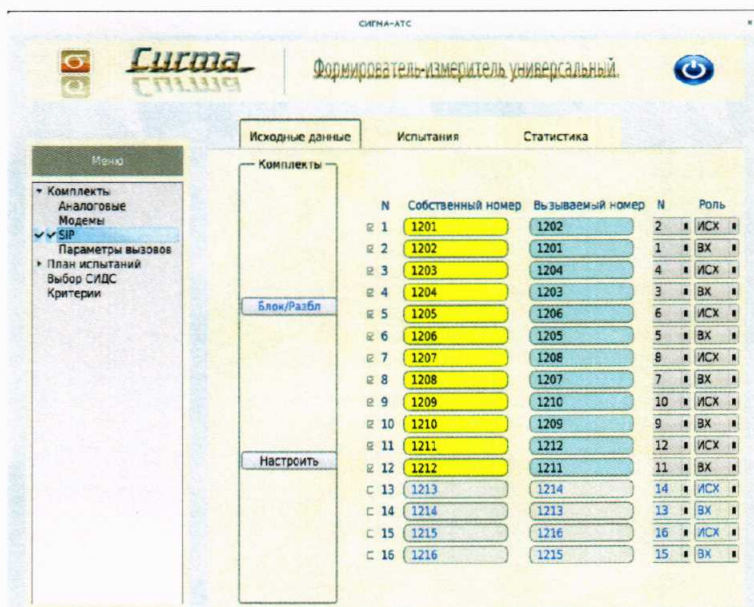 СИГМА-АТС
Сигма
Формирователь-измеритель универсальный.
Исходные данные Испытания Статистика
Меню
Комплекты
Аналоговые
Модемы
SIP
Параметры вызовов
План испытаний
Выбор СИДС
Критерии
Комплекты
Блок/Разбл
Настроить
N Собственный номер Вызываемый номер N Роль
1 1201 1202 2 ИСХ
2 1202 1201 1 ВХ
3 1203 1204 4 ИСХ
4 1204 1203 3 ВХ
5 1205 1206 6 ИСХ
6 1206 1205 5 ВХ
7 1207 1208 8 ИСХ
8 1208 1207 7 ВХ
9 1209 1210 10 ИСХ
10 1210 1209 9 ВХ
11 1211 1212 12 ИСХ
12 1212 1211 11 ВХ
13 1213 1214 14 ИСХ
14 1214 1213 13 ВХ
15 1215 1216 16 ИСХ
16 1216 1215 15 ВХ